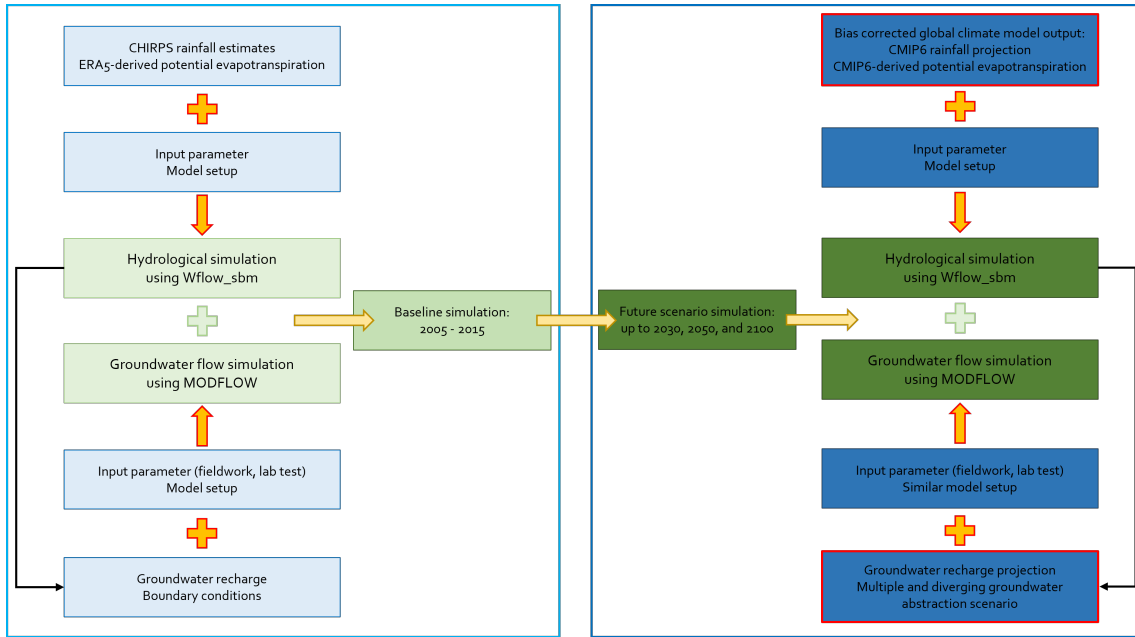 CHIRPS rainfall estimates
ERA5-derived potential evapotranspiration
Input parameter
Model setup
Hydrological simulation
using Wflow_sbm
Groundwater flow simulation
using MODFLOW
Input parameter (fieldwork, lab test)
Model setup
Groundwater recharge
Boundary conditions
Baseline simulation:
2005 - 2015
Future scenario simulation:
up to 2030, 2050, and 2100
Bias corrected global climate model output:
CMIP6 rainfall projection
CMIP6-derived potential evapotranspiration
Input parameter
Model setup
Hydrological simulation
using Wflow_sbm
Groundwater flow simulation
using MODFLOW
Input parameter (fieldwork, lab test)
Similar model setup
Groundwater recharge projection
Multiple and diverging groundwater
abstraction scenario